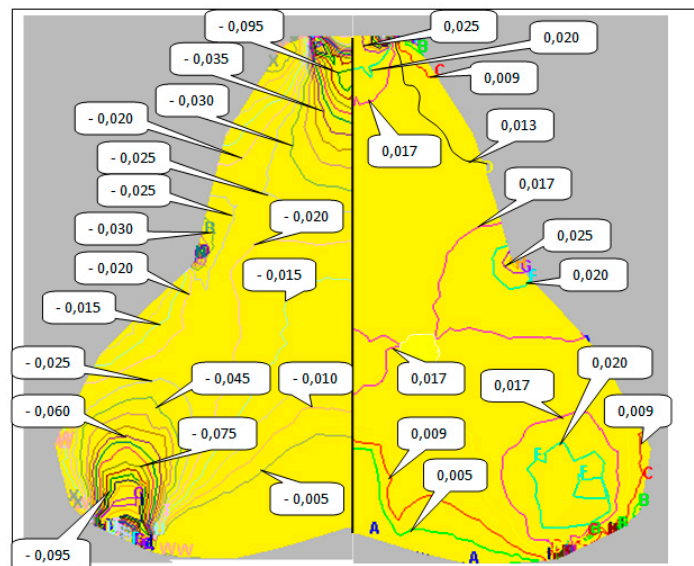 - 0,095
0,025
- 0,035
0,020
B
X
C
0,009
- 0,030
- 0,020
0,013
0,017
- 0,025
0,017
- 0,025
- 0,020
- 0,030
B
0,025
G
F
- 0,020
0,020
- 0,015
- 0,015
- 0,025
- 0,045
- 0,010
0,017
0,017
0,020
0,009
- 0,060
- 0,075
0,009
W
E
F
C
- 0,005
0,005
X
G
B
A
A
W W
A
- 0,095